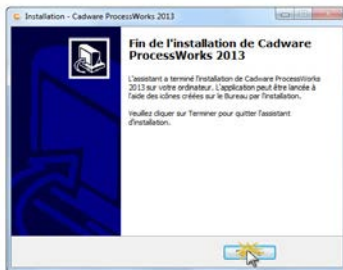 Installation - Cadware ProcessWorks 2013
Fin de l'installation de Cadware
ProcessWorks 2013
L'assistant a terminé l'installation de Cadware ProcessWorks
2013 sur votre ordinateur. L'application peut être lancée à
l'aide des icônes créées sur le Bureau par l'installation.
Veuillez cliquer sur Terminer pour quitter l'assistant
d'installation.